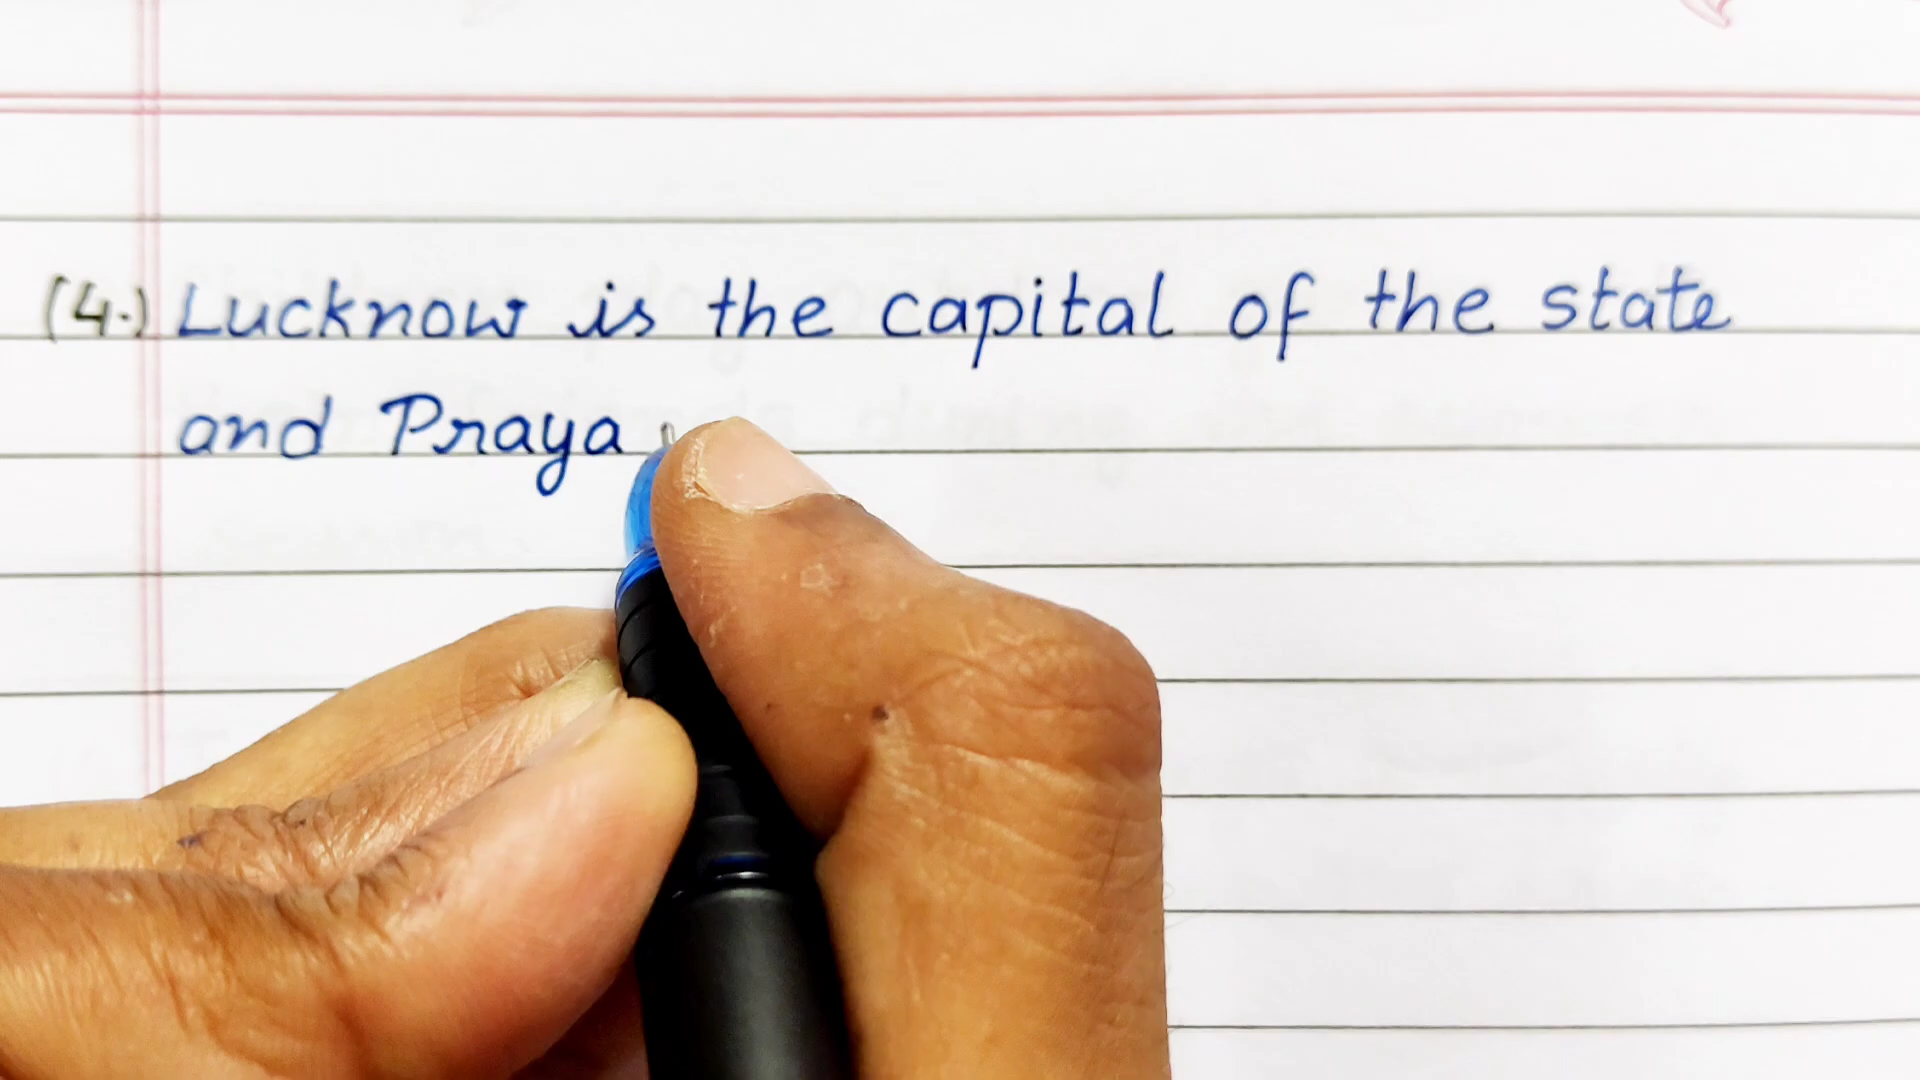 (4.) Lucknow is the capital of the state
and Praya